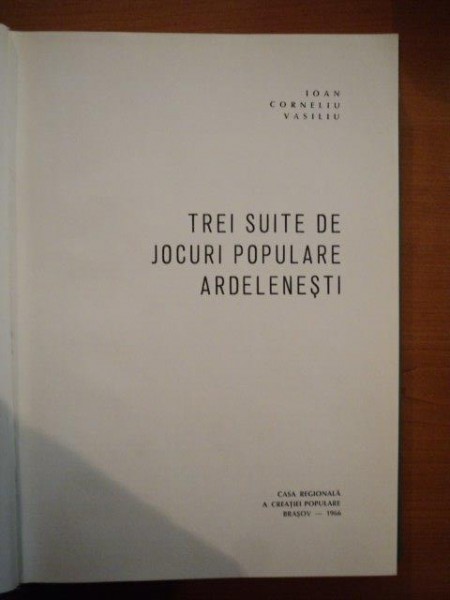 IOAN
CORNELIU
VASILIU
TREI SUITE DE
JOCURI POPULARE
ARDELENEȘTI
CASA REGIONALĂ
A CREAȚIEI POPULARE
BRAȘOV — 1966